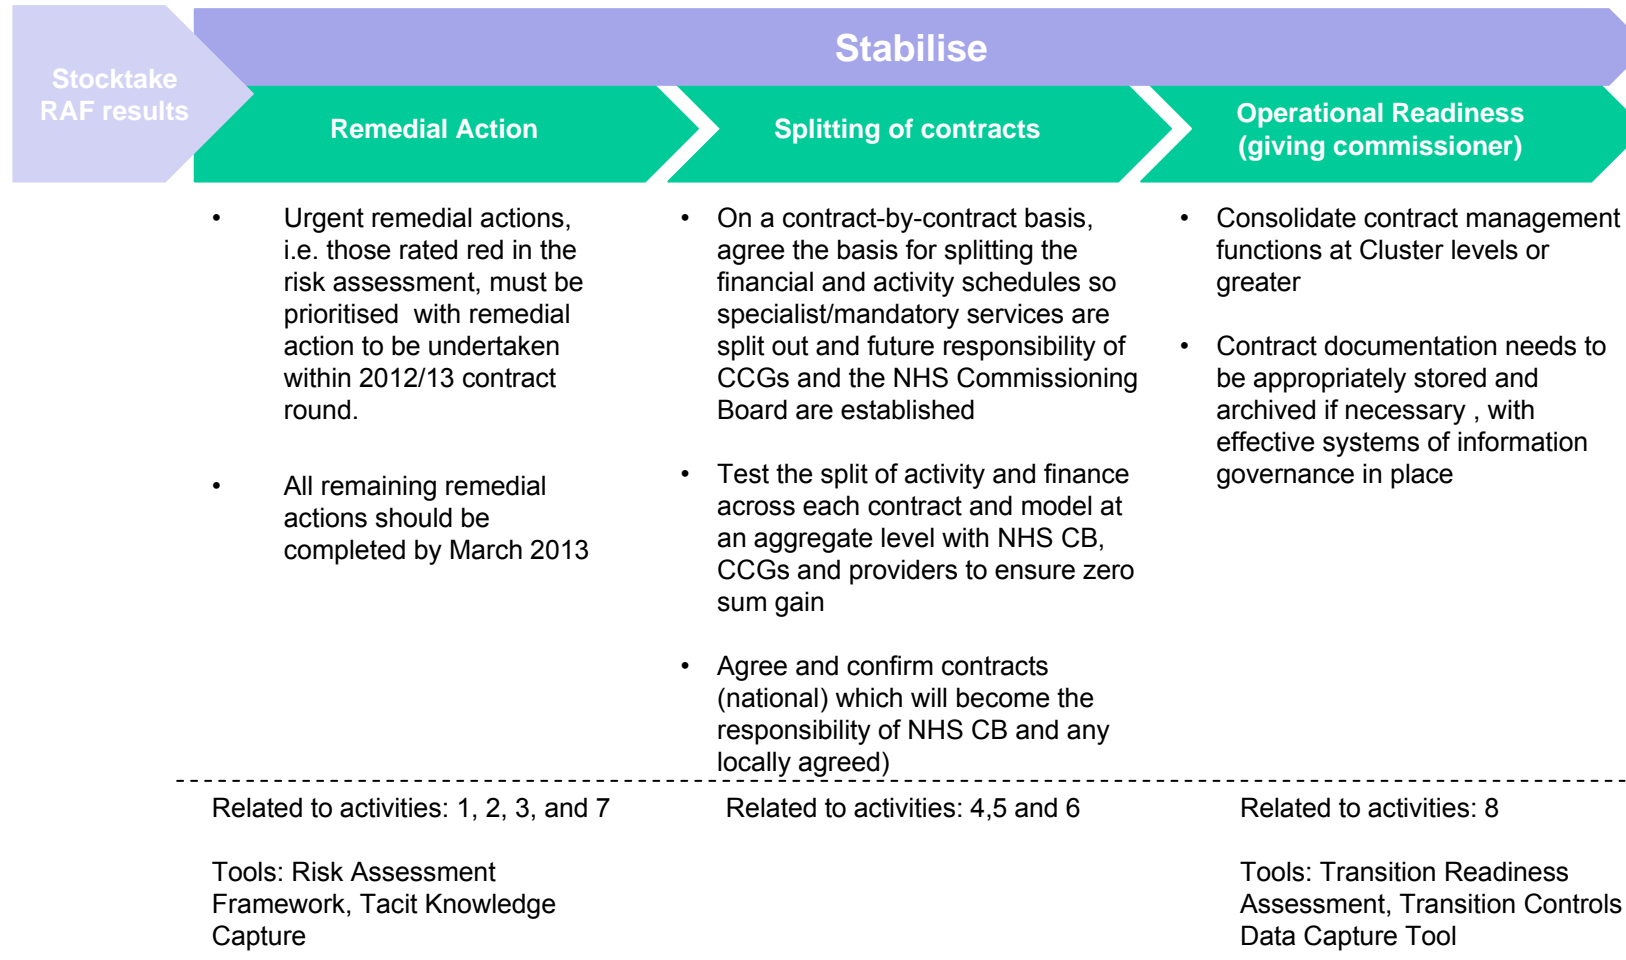 Stocktake
RAF results
Stabilise
Remedial Action
Splitting of contracts
Operational Readiness
(giving commissioner)
• Urgent remedial actions,
i.e. those rated red in the
risk assessment, must be
prioritised with remedial
action to be undertaken
within 2012/13 contract
round.
• All remaining remedial
actions should be
completed by March 2013
• On a contract-by-contract basis,
agree the basis for splitting the
financial and activity schedules so
specialist/mandatory services are
split out and future responsibility of
CCGs and the NHS Commissioning
Board are established
• Test the split of activity and finance
across each contract and model at
an aggregate level with NHS CB,
CCGs and providers to ensure zero
sum gain
• Agree and confirm contracts
(national) which will become the
responsibility of NHS CB and any
locally agreed)
• Consolidate contract management
functions at Cluster levels or
greater
• Contract documentation needs to
be appropriately stored and
archived if necessary , with
effective systems of information
governance in place
Related to activities: 1, 2, 3, and 7
Tools: Risk Assessment
Framework, Tacit Knowledge
Capture
Related to activities: 4,5 and 6
Related to activities: 8
Tools: Transition Readiness
Assessment, Transition Controls
Data Capture Tool